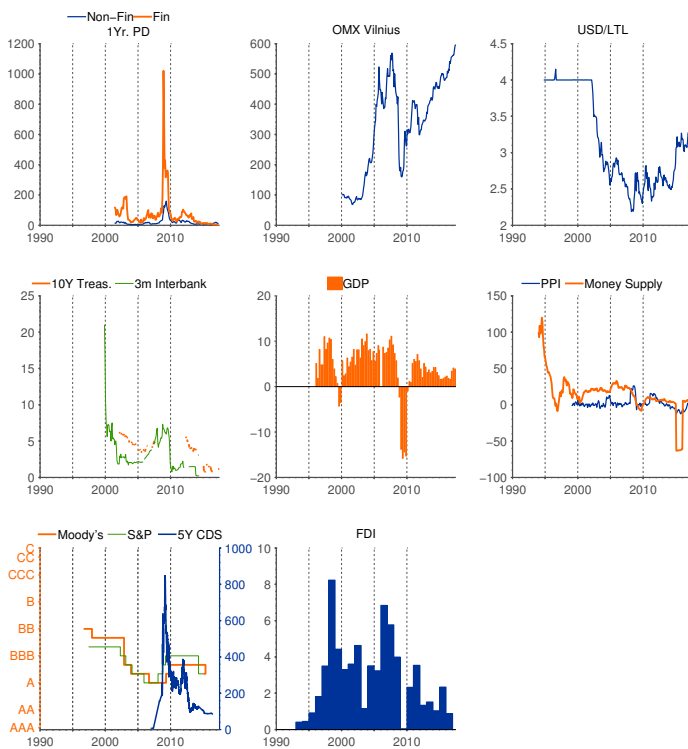 Non−Fin Fin
1Yr. PD
1200
1000
800
600
400
200
0
1990 2000 2010
OMX Vilnius
600
500
400
300
200
100
0
1990 2000 2010
USD/LTL
4.5
4
3.5
3
2.5
2
1990 2000 2010
10Y Treas. 3m Interbank
25
20
15
10
5
0
1990 2000 2010
GDP
20
10
0
−10
−20
1990 2000 2010
PPI Money Supply
150
100
50
0
−50
−100
1990 2000 2010
Moody's S&P 5Y CDS
C
CC
CCC
B
BB
BBB
A
AA
AAA
1000
800
600
400
200
0
1990 2000 2010
FDI
10
8
6
4
2
0
1990 2000 2010